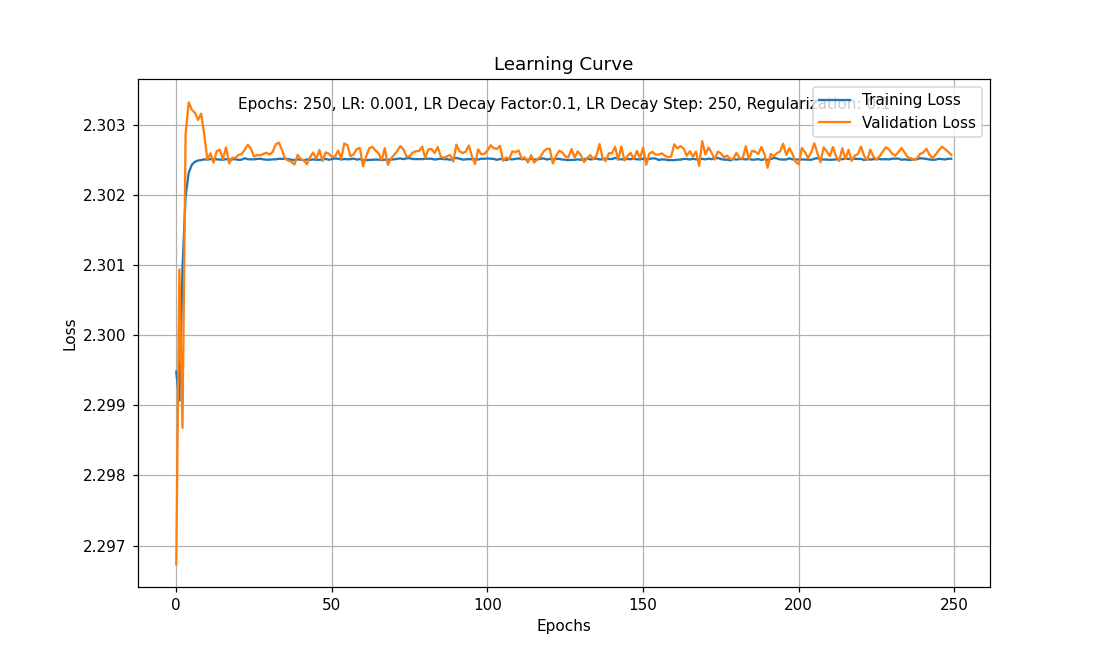 Learning Curve
Epochs: 250, LR: 0.001, LR Decay Factor:0.1, LR Decay Step: 250, Regularization: 0.1
Training Loss
Validation Loss
2.303
2.302
2.301
2.300
2.299
2.298
2.297
Loss
0 50 100 150 200 250
Epochs